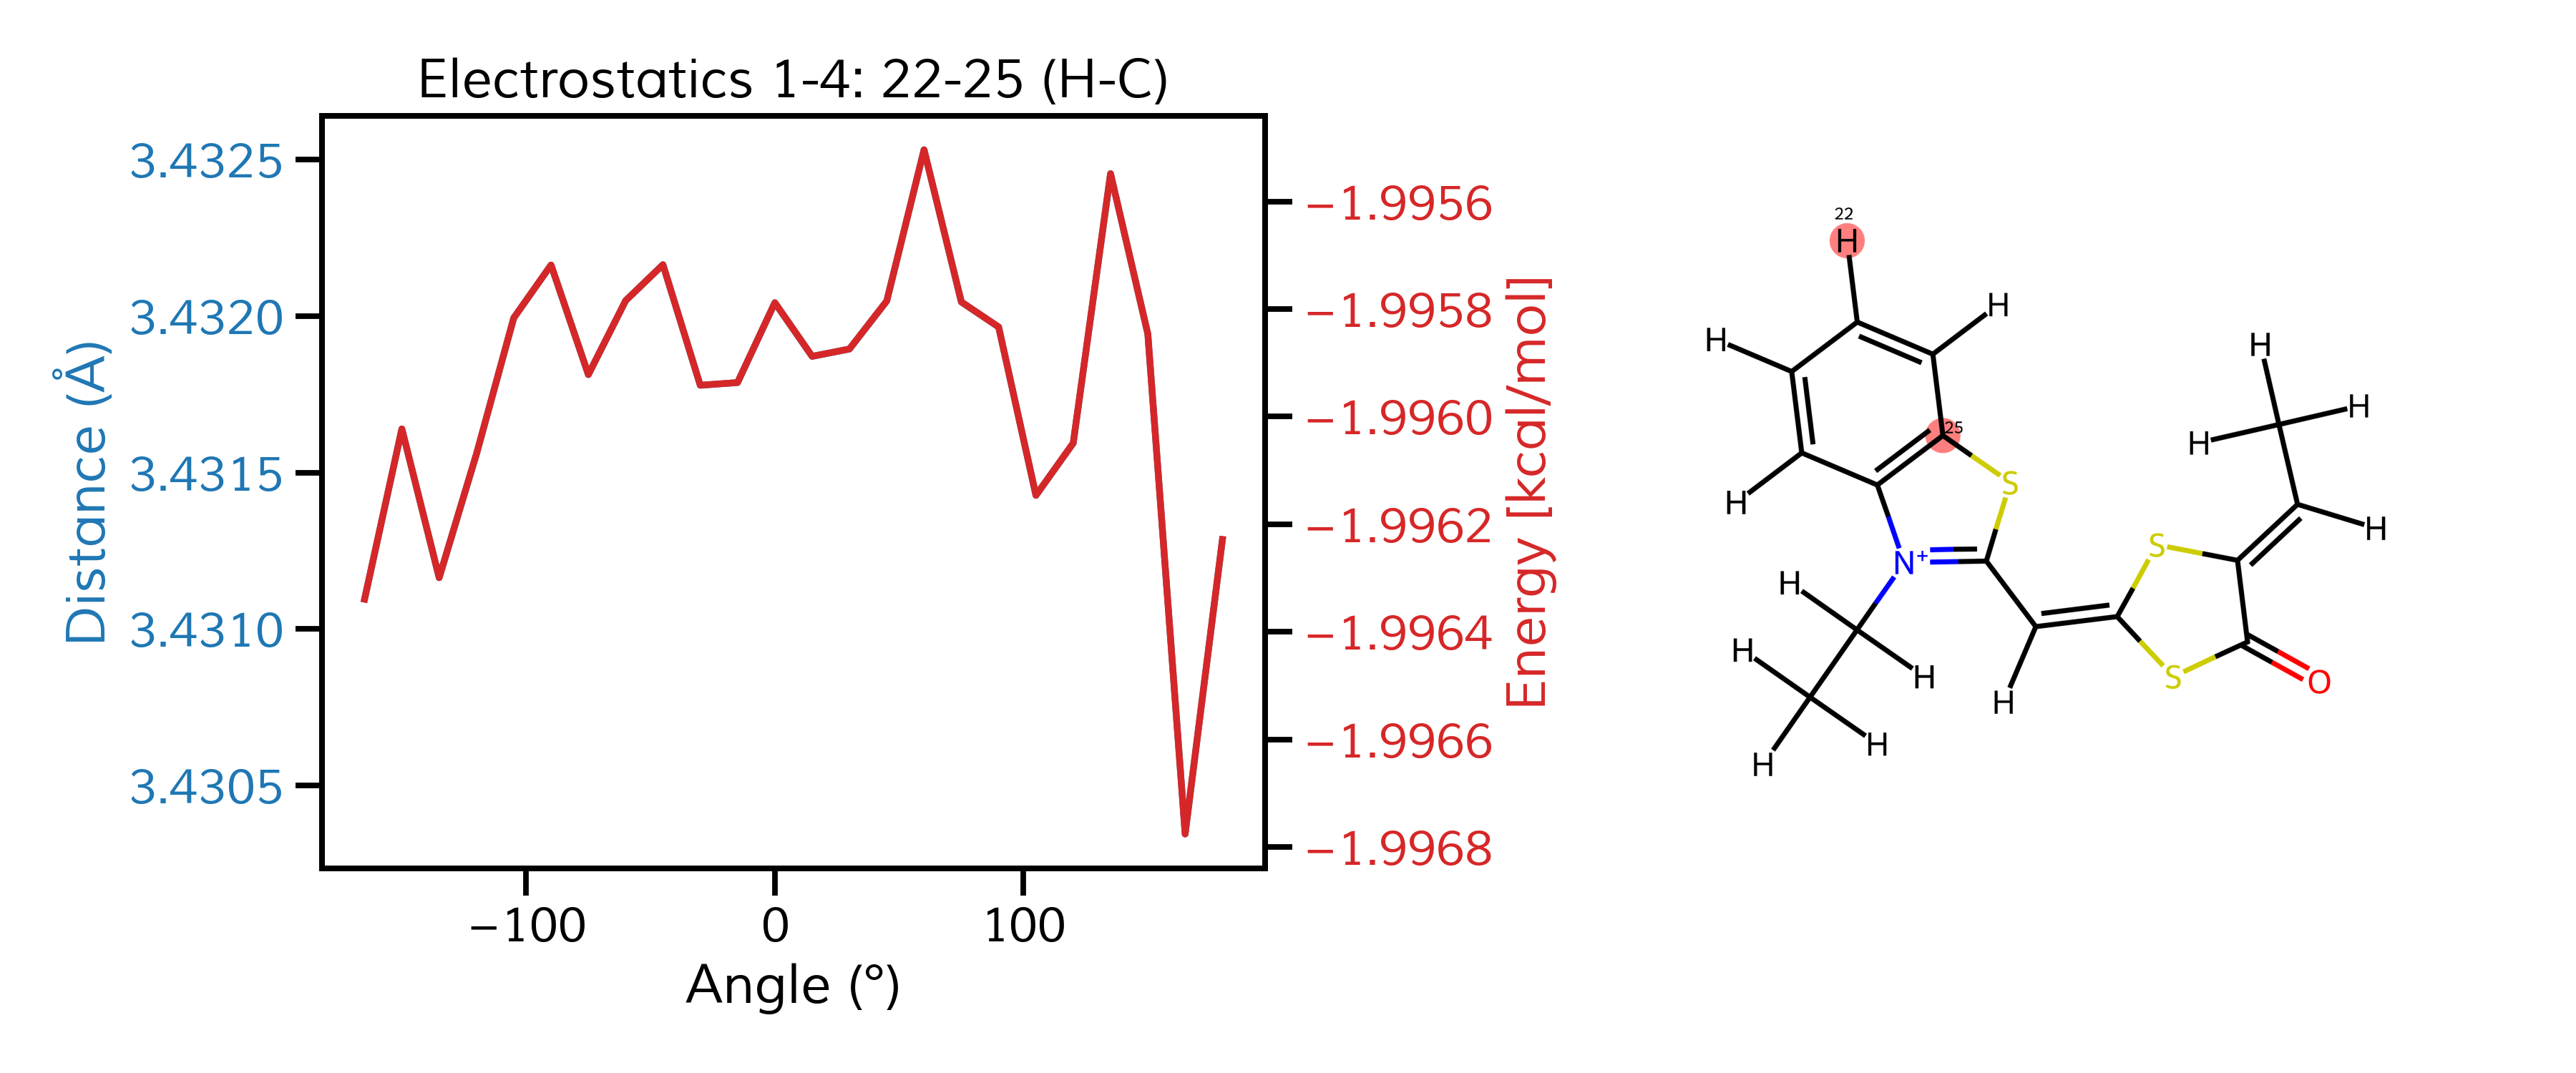 Electrostatics 1-4: 22-25 (H-C)
Distance (Å)
3.4325
3.4320
3.4315
3.4310
3.4305
−100
0
100
Angle (°)
−1.9956
−1.9958
−1.9960
−1.9962
−1.9964
−1.9966
−1.9968
Energy [kcal/mol]
22
H
H
H
H
H
H
25
S
H
H
S
N+
H
H
H
S
H
O
H
H